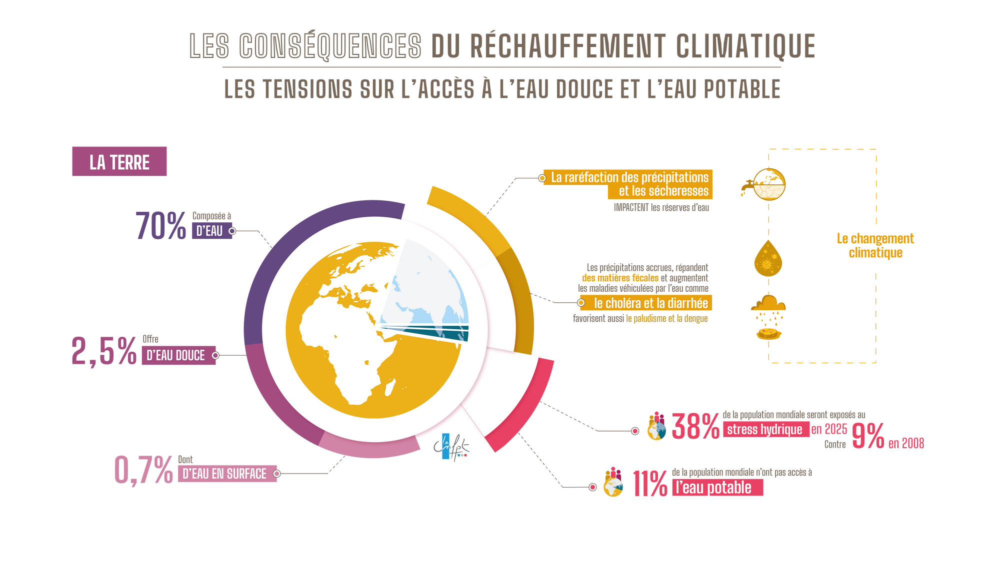 LES CONSÉQUENCES DU RÉCHAUFFEMENT CLIMATIQUE
LES TENSIONS SUR L'ACCÈS À L'EAU DOUCE ET L'EAU POTABLE
LA TERRE
70% Composée à
D'EAU
2,5% Offre
D'EAU DOUCE
0,7% Dont
D'EAU EN SURFACE
La raréfaction des précipitations
et les sécheresses
IMPACTENT les réserves d'eau
Les précipitations accrues, répandent
des matières fécales et augmentent
les maladies véhiculées par l'eau comme
le choléra et la diarrhée
favorisent aussi le paludisme et la dengue
Le changement
climatique
38% de la population mondiale seront exposés au
stress hydrique en 2025
Contre 9% en 2008
11% de la population mondiale n'ont pas accès à
l'eau potable
le cnfpt